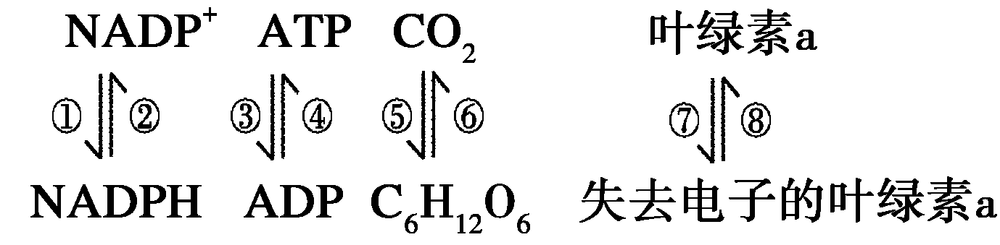 NADP⁺ ATP CO₂ 叶绿素a
① ② ③ ④ ⑤ ⑥ ⑦ ⑧
NADPH ADP C₆H₁₂O₆ 失去电子的叶绿素a